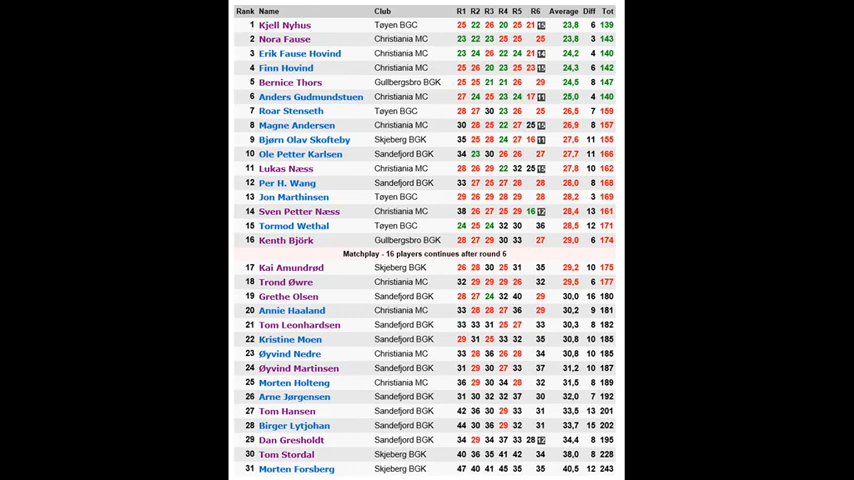 Rank Name Club R1 R2 R3 R4 R5 R6 Average Diff Tot
1 Kjell Nyhus Tøyen BGC 25 22 26 20 25 21 15 23,8 6 139
2 Nora Fause Christiania MC 23 22 23 25 25 25 23,8 3 143
3 Erik Fause Hovind Christiania MC 23 24 26 22 24 21 14 24,2 4 140
4 Finn Hovind Christiania MC 25 26 20 23 25 23 15 24,3 6 142
5 Bernice Thors Gullbergsbro BGK 25 25 21 21 26 29 24,5 8 147
6 Anders Gudmundstuen Christiania MC 27 24 25 23 24 17 11 25,0 4 140
7 Roar Stenseth Tøyen BGC 28 27 30 23 26 25 26,5 7 159
8 Magne Andersen Christiania MC 30 28 25 22 27 25 15 26,9 8 157
9 Bjørn Olav Skofteby Skjeberg BGK 35 25 28 24 27 16 11 27,6 11 155
10 Ole Petter Karlsen Sandefjord BGK 34 23 30 26 26 27 27,7 11 166
11 Lukas Næss Christiania MC 28 26 29 22 32 25 15 27,8 10 162
12 Per H. Wang Sandefjord BGK 33 27 25 27 28 28 28,0 8 168
13 Jon Marthinsen Tøyen BGC 28 29 26 29 28 29 28,2 3 169
14 Sven Petter Næss Christiania MC 38 26 27 25 29 16 12 28,4 13 161
15 Tormod Wethal Tøyen BGC 24 25 24 32 30 36 28,5 12 171
16 Kenth Björk Gullbergsbro BGK 28 27 29 30 33 27 29,0 6 174
Matchplay - 16 players continues after round 6
17 Kai Amundrød Skjeberg BGK 26 28 30 25 31 35 29,2 10 175
18 Trond Øwre Christiania MC 32 29 29 29 26 32 29,5 6 177
19 Grethe Olsen Sandefjord BGK 28 27 24 32 40 29 30,0 16 180
20 Annie Haaland Christiania MC 33 28 28 27 36 29 30,2 9 181
21 Tom Leonhardsen Sandefjord BGK 33 33 31 25 27 33 30,3 8 182
22 Kristine Moen Sandefjord BGK 29 31 25 33 32 35 30,8 10 185
23 Øyvind Nedre Christiania MC 33 28 36 26 28 34 30,8 10 185
24 Øyvind Martinsen Sandefjord BGK 31 29 30 27 33 37 31,2 10 187
25 Morten Holteng Christiania MC 36 29 30 34 28 32 31,5 8 189
26 Arne Jørgensen Sandefjord BGK 31 30 32 32 37 30 32,0 7 192
27 Tom Hansen Sandefjord BGK 42 36 30 29 33 31 33,5 13 201
28 Birger Lytjohan Sandefjord BGK 44 30 36 29 32 31 33,7 15 202
29 Dan Gresholdt Sandefjord BGK 34 29 34 37 33 28 12 34,4 8 195
30 Tom Stordal Skjeberg BGK 40 36 35 41 42 34 38,0 8 228
31 Morten Forsberg Skjeberg BGK 47 40 41 45 35 35 40,5 12 243